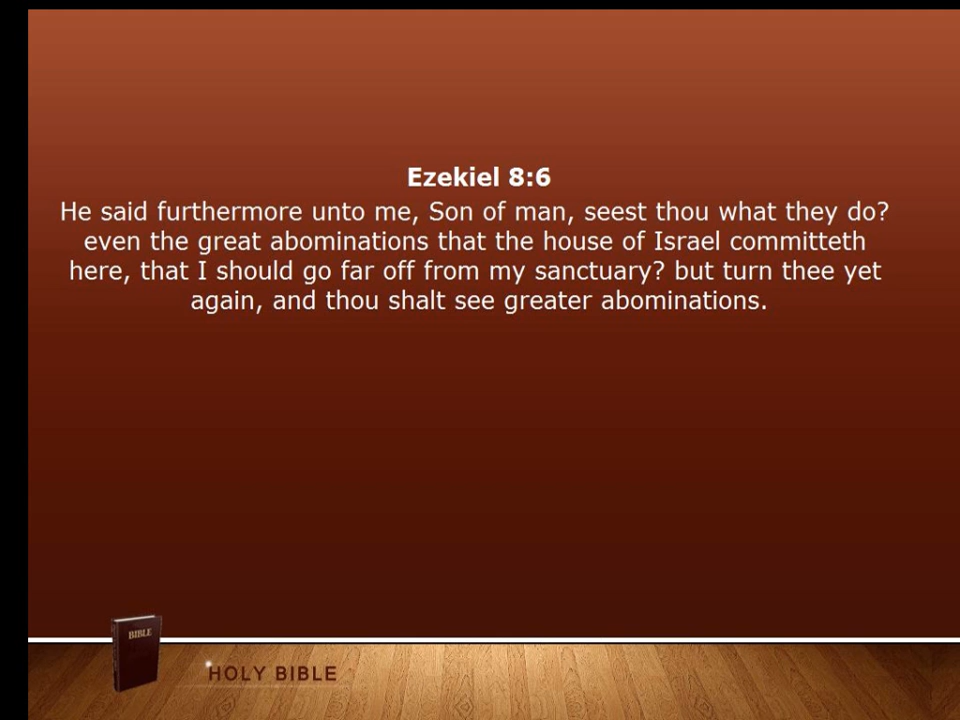 Ezekiel 8:6
He said furthermore unto me, Son of man, seest thou what they do?
even the great abominations that the house of Israel committeth
here, that I should go far off from my sanctuary? but turn thee yet
again, and thou shalt see greater abominations.
BIBLE
HOLY BIBLE